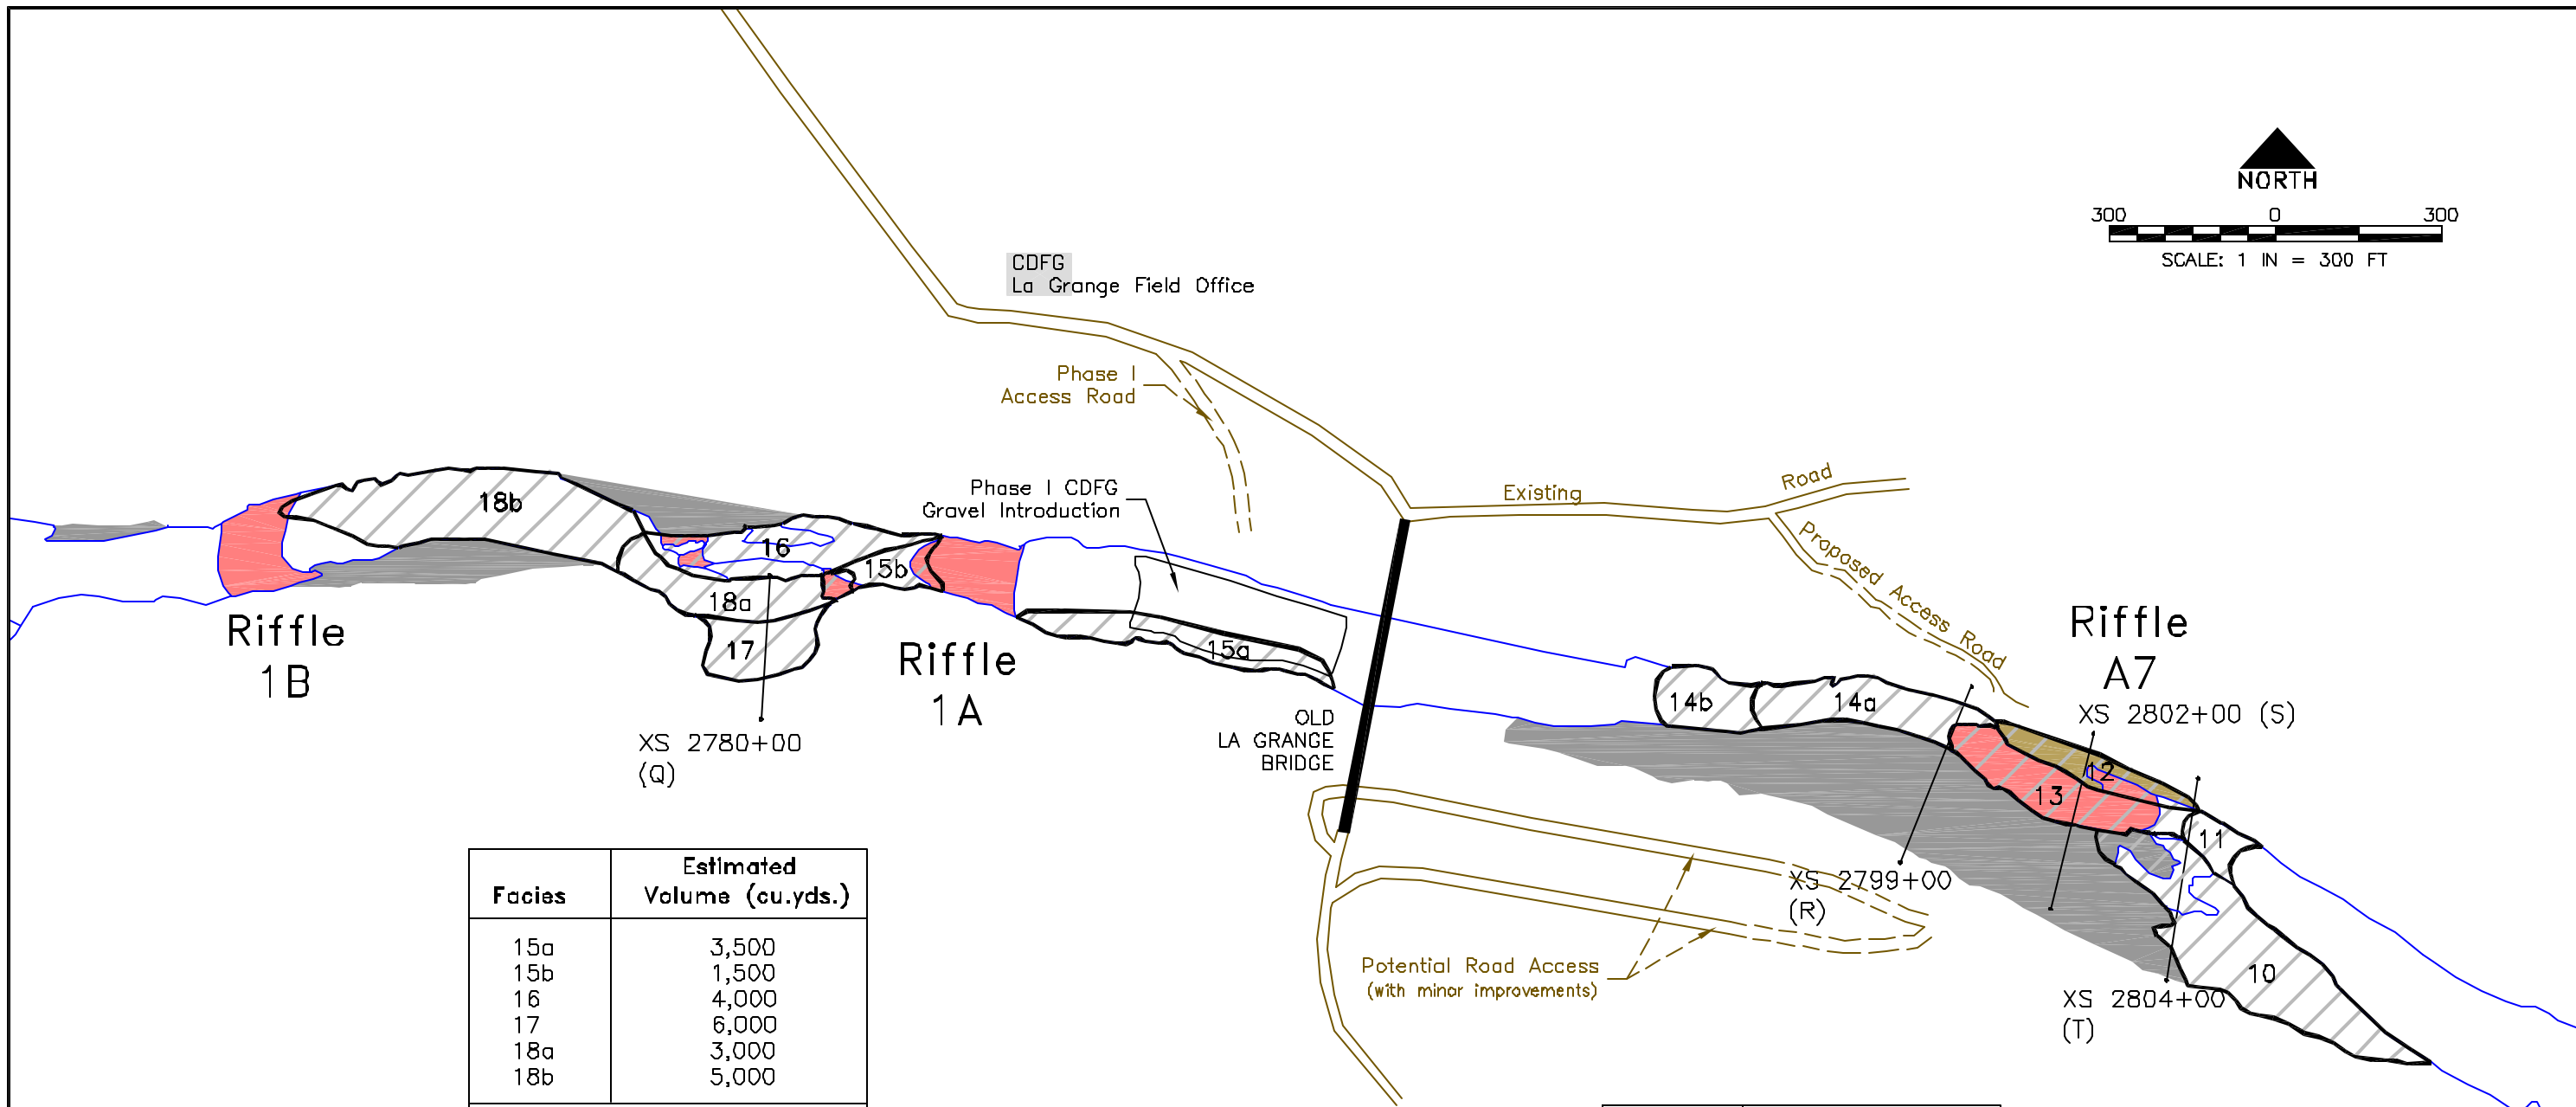 NORTH
300 0 300
SCALE: 1 IN = 300 FT
CDFG
La Grange Field Office
Phase I
Access Road
Phase I CDFG
Gravel Introduction
Existing Road
Proposed Access Road
18b
16
15b
18a
17
15a
14b
14a
12
13
11
10
Riffle
1B
Riffle
1A
Riffle
A7
XS 2802+00 (S)
XS 2780+00
(Q)
OLD
LA GRANGE
BRIDGE
XS 2799+00
(R)
Potential Road Access
(with minor improvements)
XS 2804+00
(T)
Facies Estimated Volume (cu.yds.)
15a 3,500
15b 1,500
16 4,000
17 6,000
18a 3,000
18b 5,000